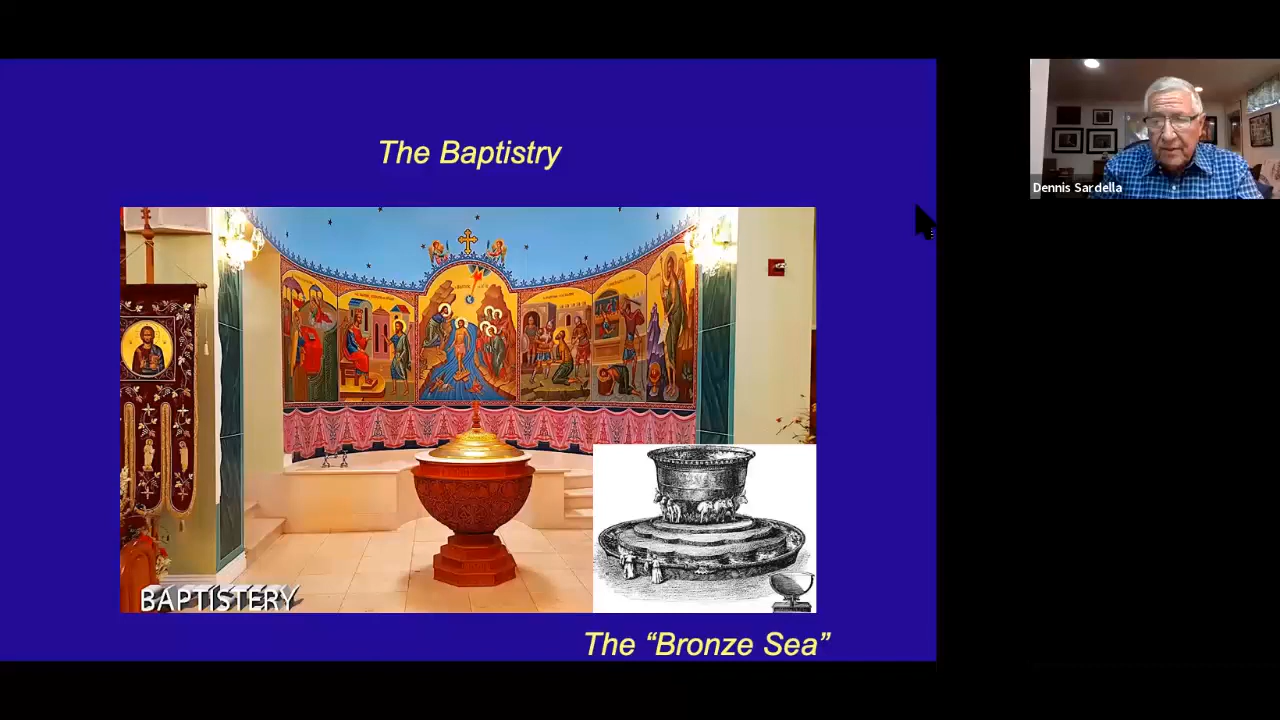 The Baptistry
BAPTISTERY
The “Bronze Sea”
Dennis Sardella